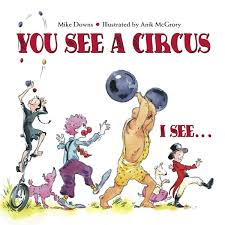 Mike Downs • Illustrated by Anik McGrory
YOU SEE A CIRCUS
I SEE...